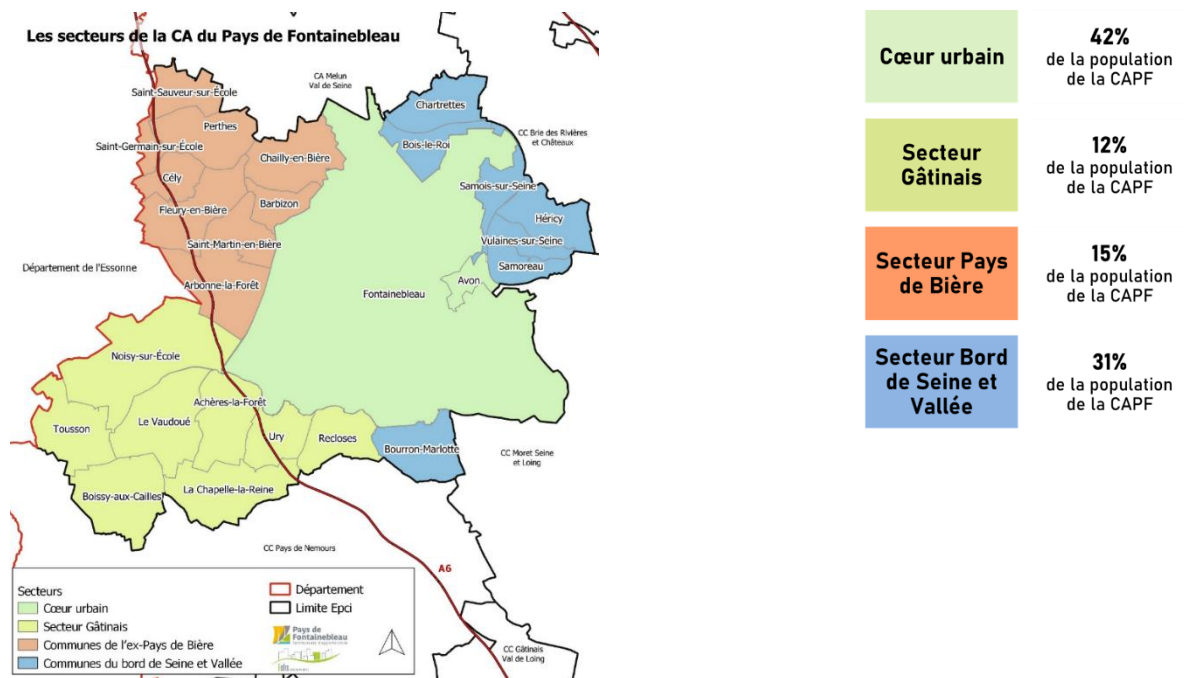 Les secteurs de la CA du Pays de Fontainebleau
CA Melun
Val de Seine
Saint-Sauveur-sur-École
Chartrettes
Perthes
CC Brie des Rivières
et Châteaux
Saint-Germain-sur-École
Bois-le-Roi
Chailly-en-Bière
Cély
Samois-sur-Seine
Barbizon
Fleury-en-Bière
Héricy
Vulaines-sur-Seine
Saint-Martin-en-Bière
Samoreau
Département de l'Essonne
Avon
Arbonne-la-Forêt
Fontainebleau
Noisy-sur-École
Achères-la-Forêt
Le Vaudoué
Tousson
Ury
Recloses
Bourron-Marlotte
CC Moret Seine
et Loing
La Chapelle-la-Reine
Boissy-aux-Cailles
CC Pays de Nemours
A6
CC Gâtinais
Val de Loing
Secteurs
Cœur urbain
Secteur Gâtinais
Communes de l'ex-Pays de Bière
Communes du bord de Seine et Vallée
Département
Limite Epci
Pays de
Fontainebleau
Cœur urbain
42%
de la population
de la CAPF
Secteur
Gâtinais
12%
de la population
de la CAPF
Secteur Pays
de Bière
15%
de la population
de la CAPF
Secteur Bord
de Seine et
Vallée
31%
de la population
de la CAPF